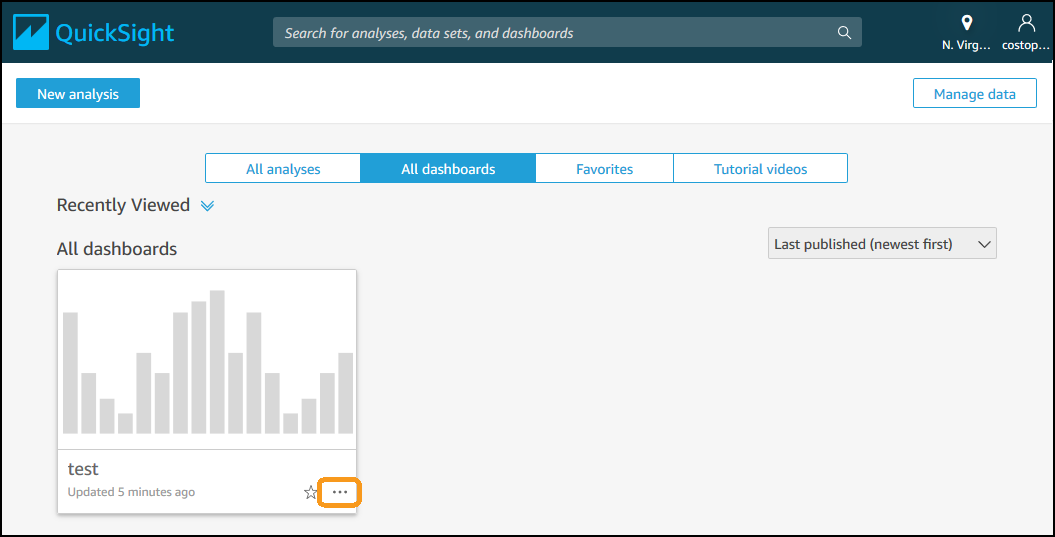 QuickSight
Search for analyses, data sets, and dashboards
N. Virg...
costop...
New analysis
Manage data
All analyses
All dashboards
Favorites
Tutorial videos
Recently Viewed
All dashboards
Last published (newest first)
test
Updated 5 minutes ago